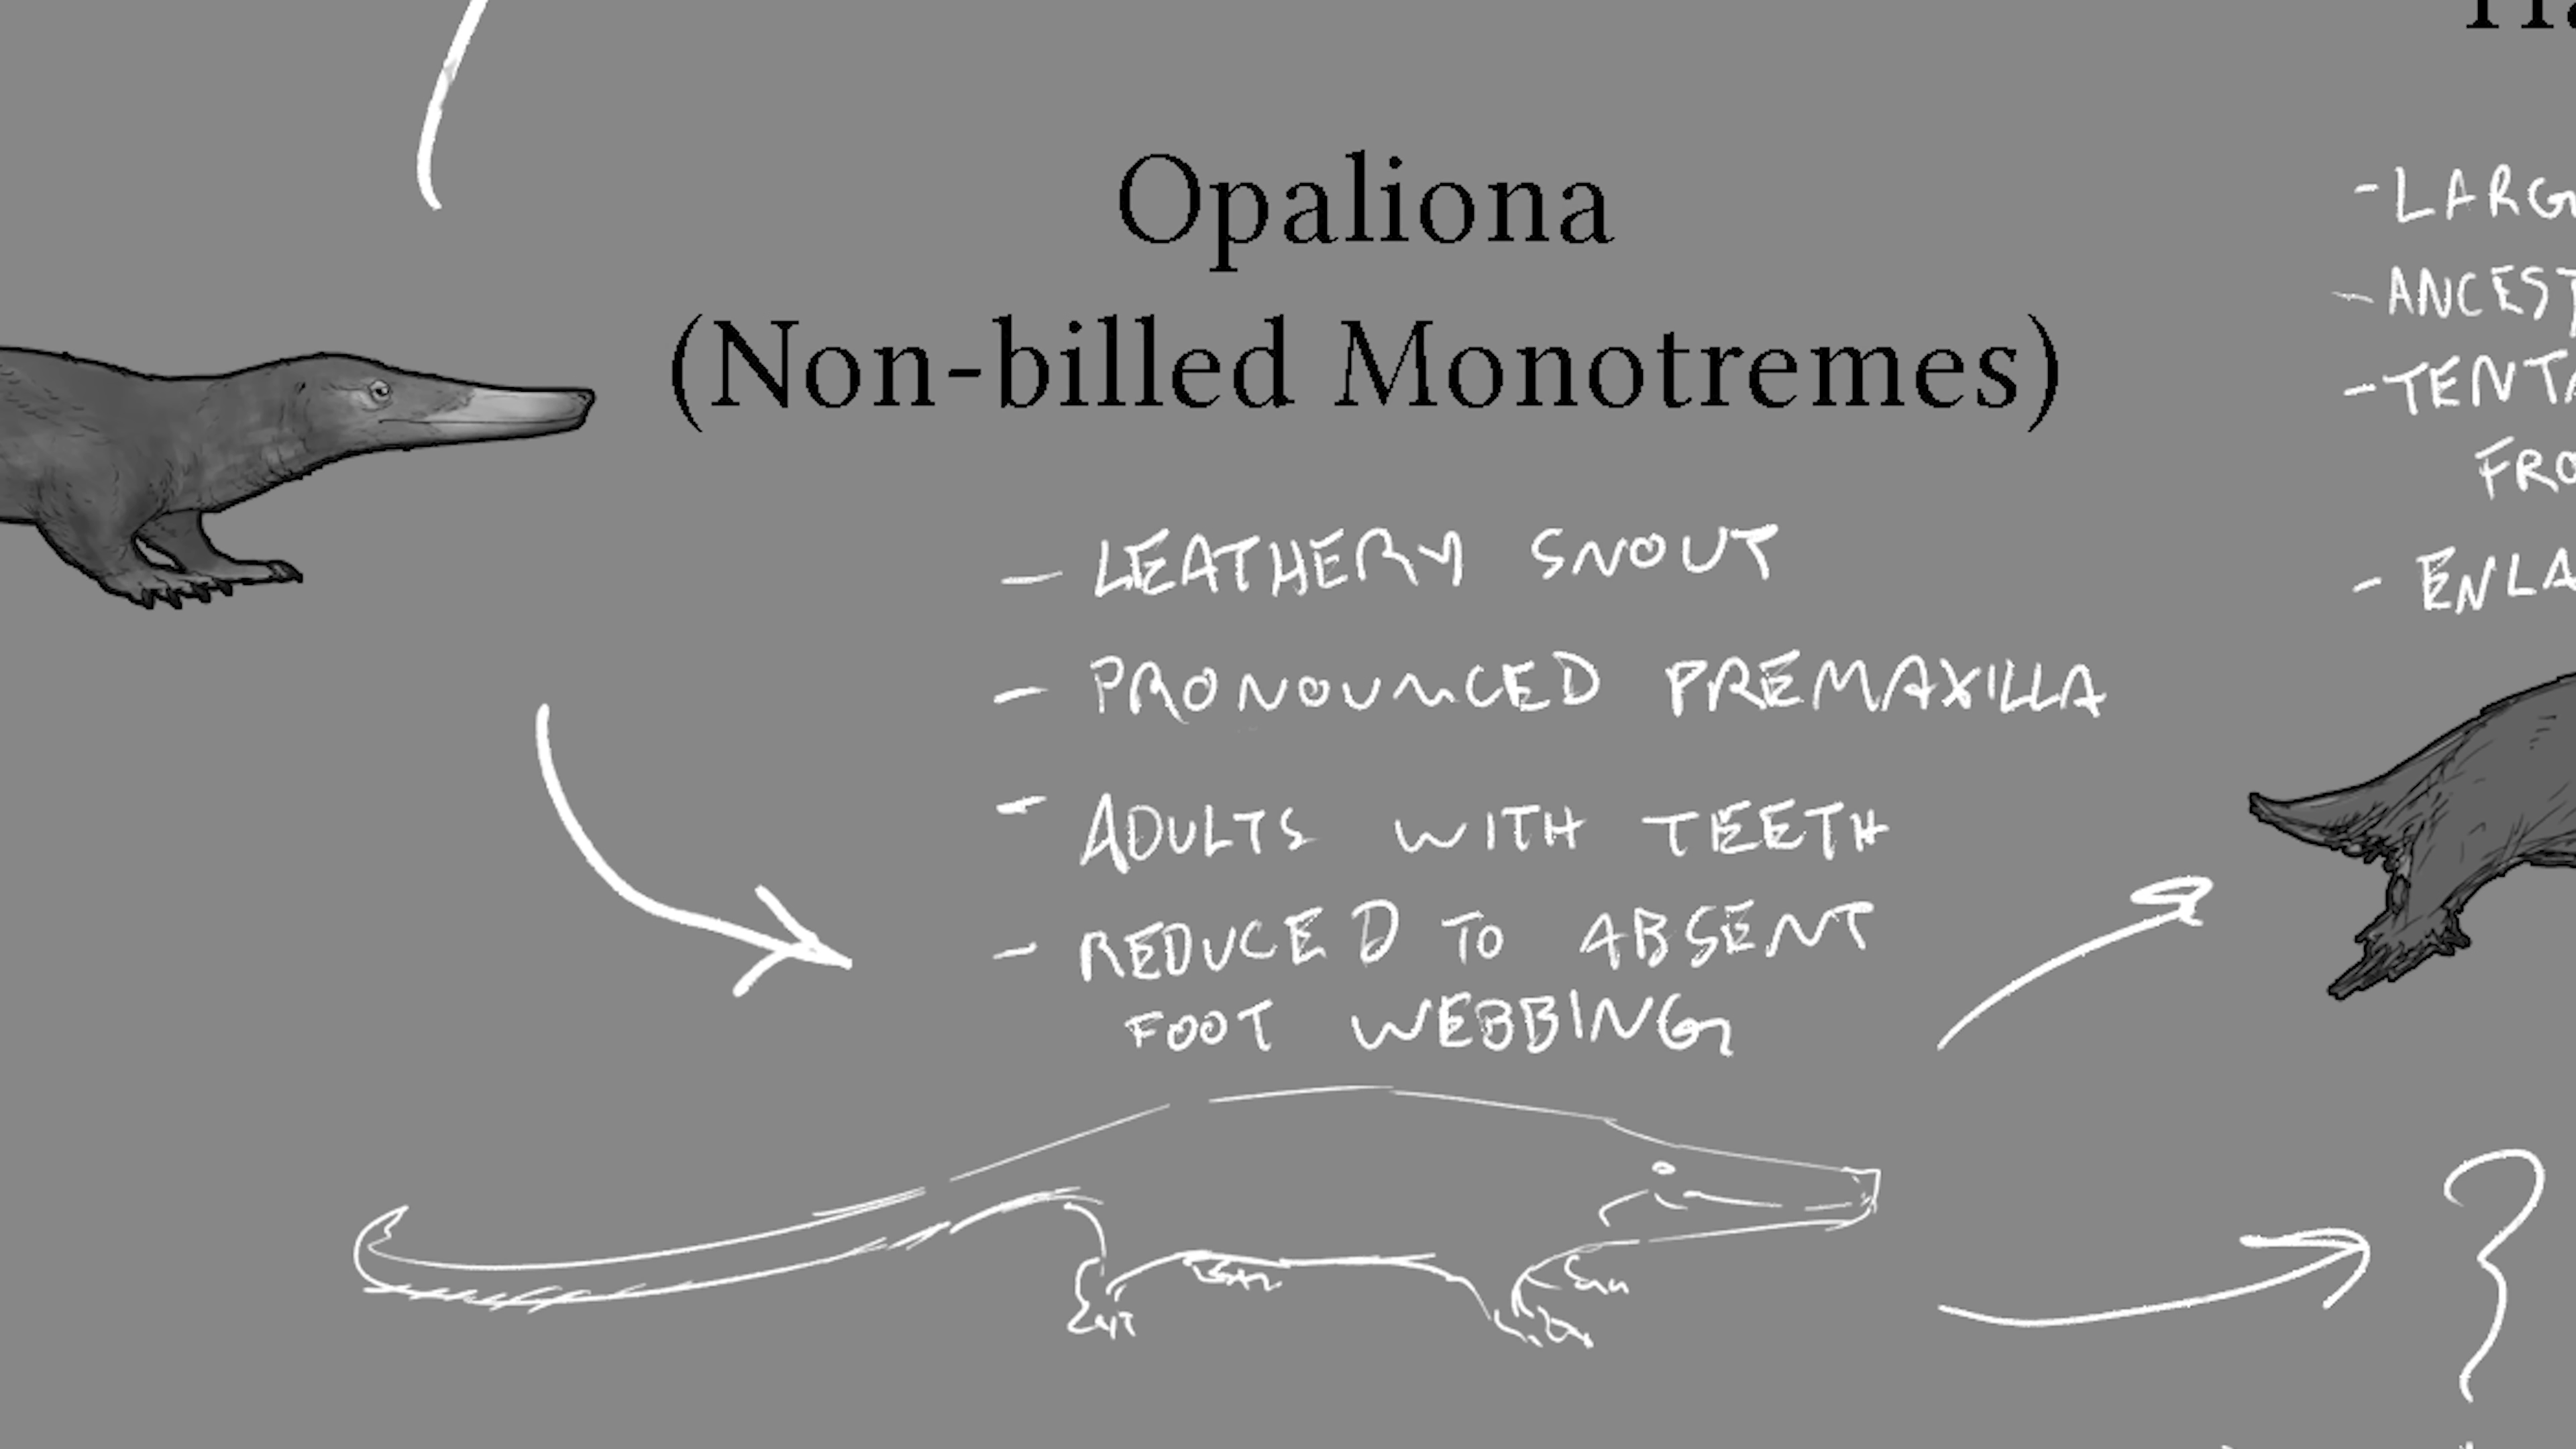 Opaliona
(Non-billed Monotremes)
- LEATHERY SNOUT
- PRONOUNCED PREMAXILLA
- ADULTS WITH TEETH
- REDUCED TO ABSENT
FOOT WEBBING